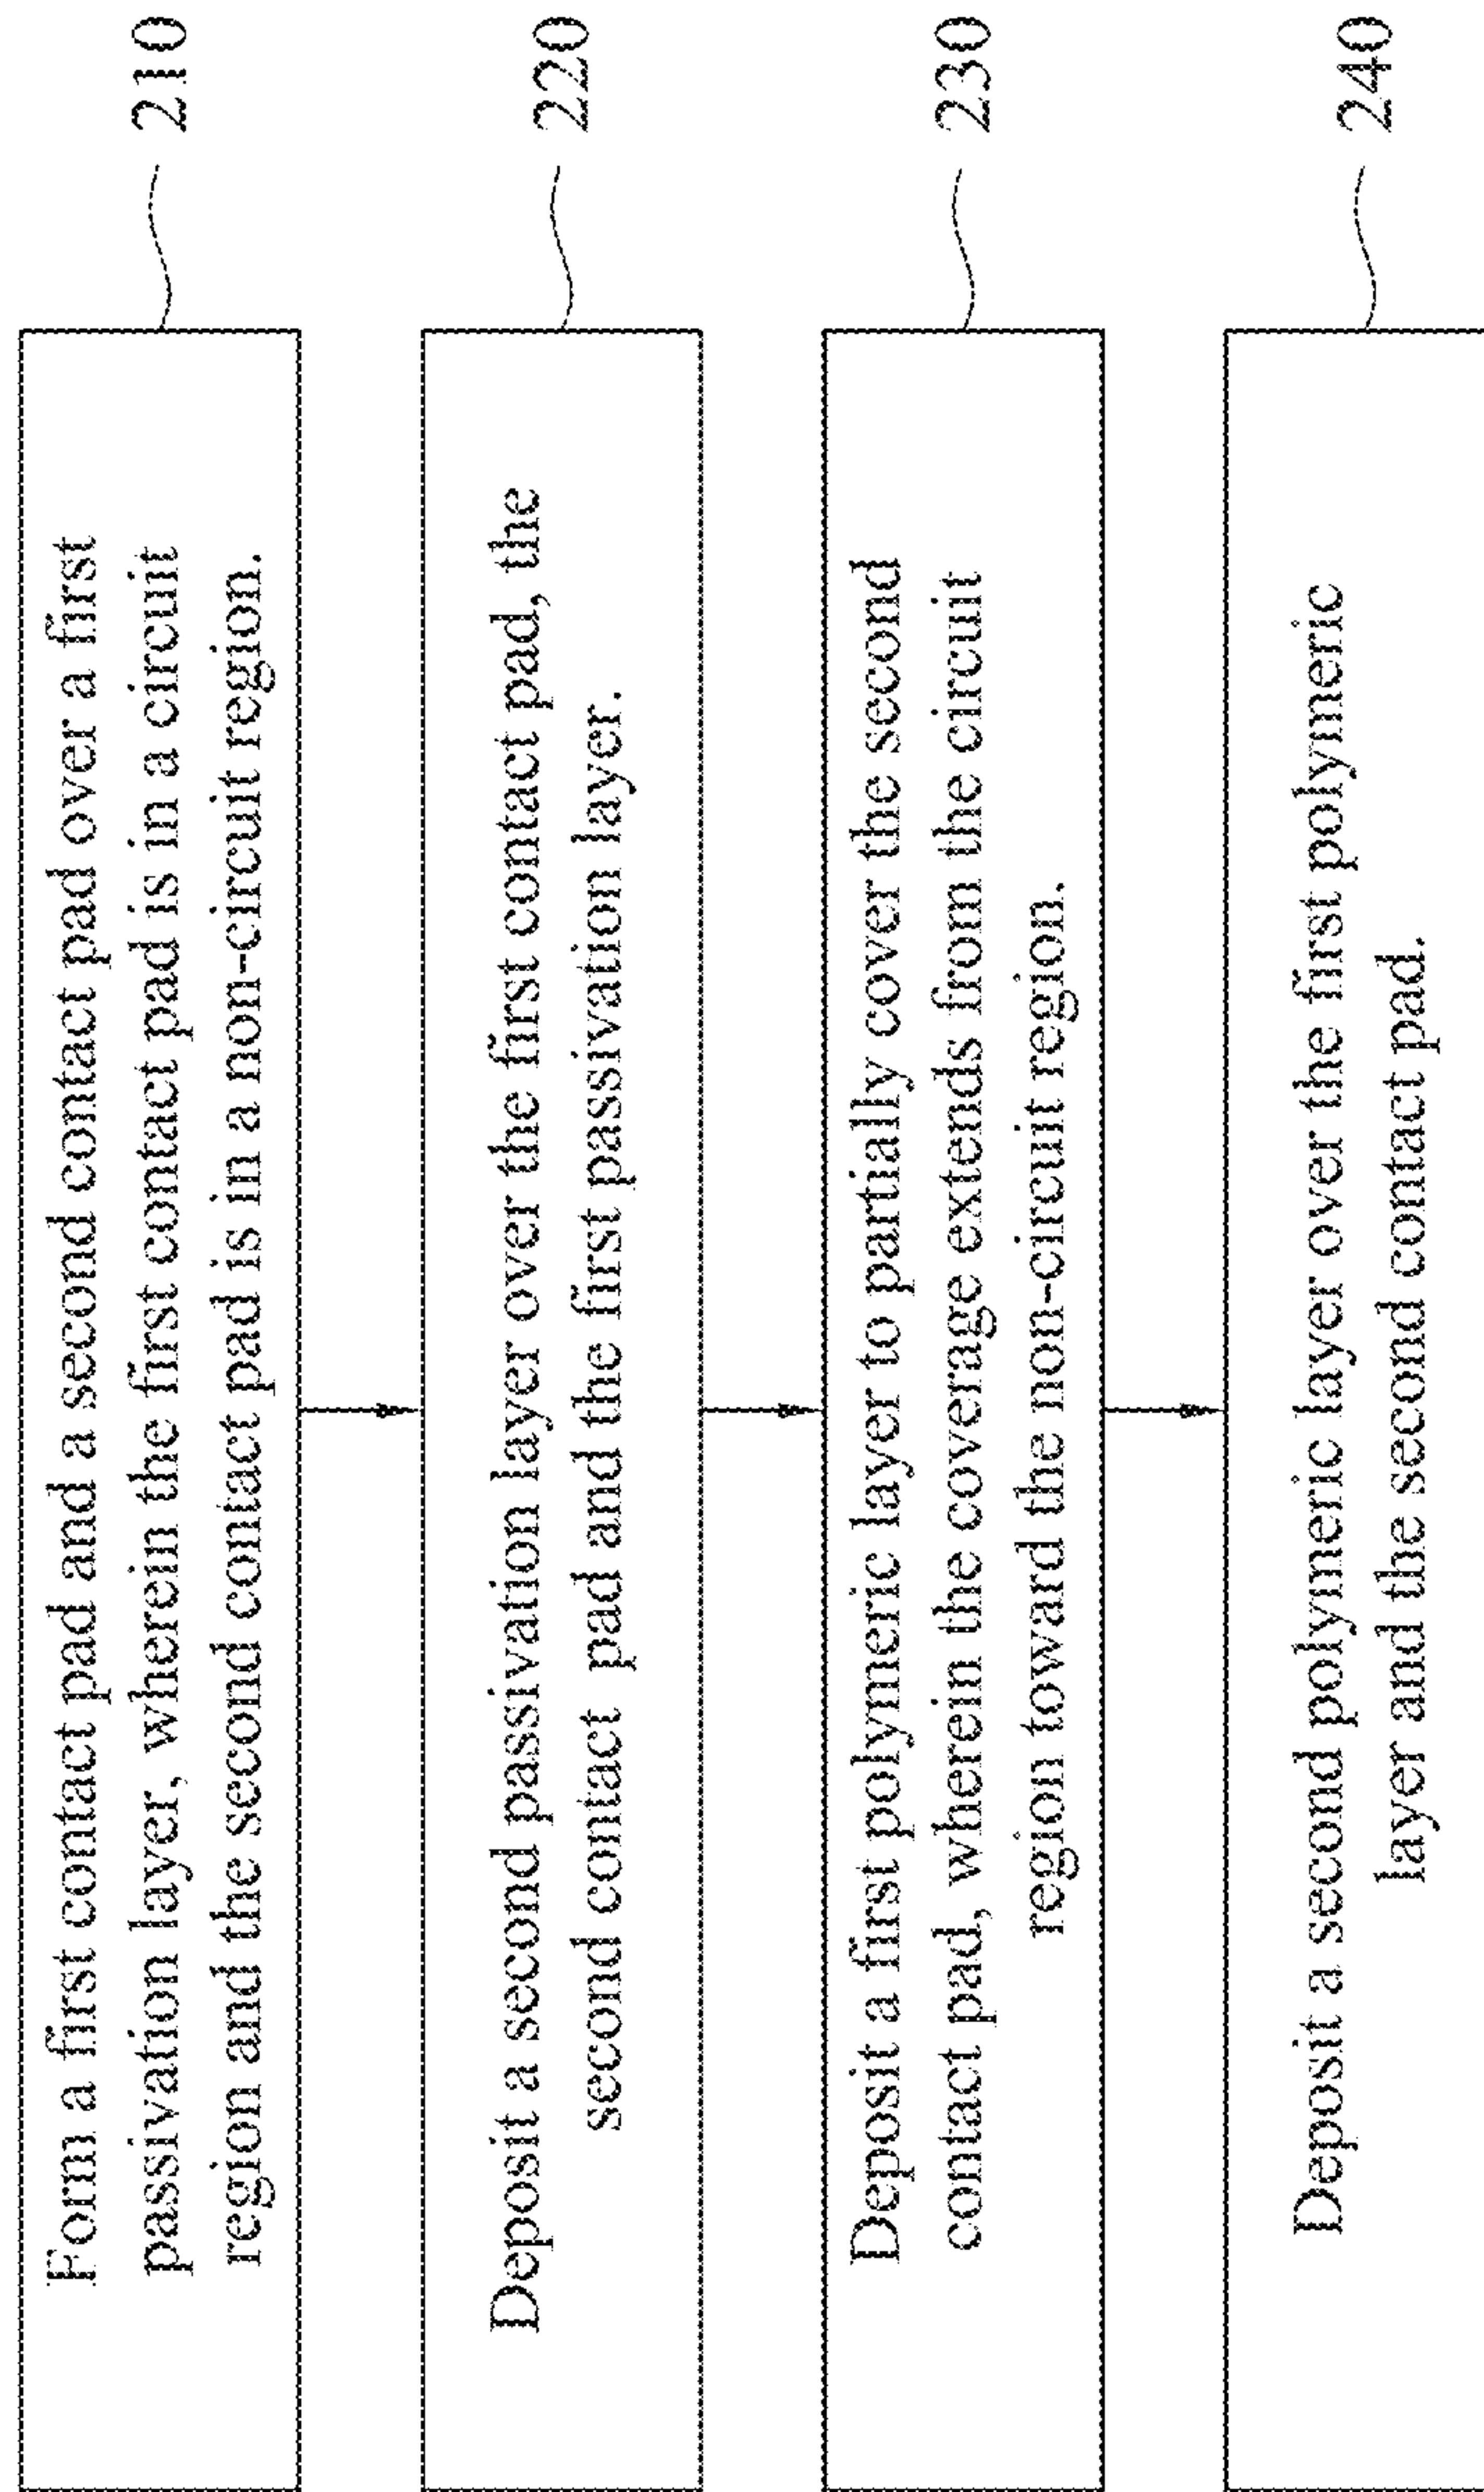 Form a first contact pad and a second contact pad over a first
passivation layer, wherein the first contact pad is in a circuit
region and the second contact pad is in a non-circuit region.
210
Deposit a second passivation layer over the first contact pad, the
second contact pad and the first passivation layer.
220
Deposit a first polymeric layer to partially cover the second
contact pad, wherein the coverage extends from the circuit
region toward the non-circuit region.
230
Deposit a second polymeric layer over the first polymeric
layer and the second contact pad.
240